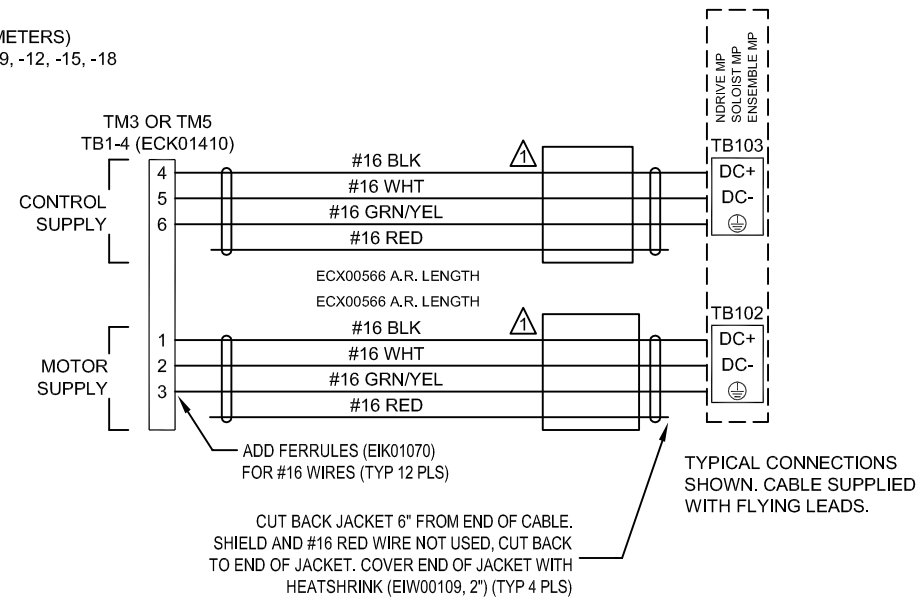 METERS)
9, -12, -15, -18
NDRIVE MP
SOLOIST MP
ENSEMBLE MP
TM3 OR TM5
TB1-4 (ECK01410)
TB103
CONTROL
SUPPLY
4
5
6
#16 BLK
#16 WHT
#16 GRN/YEL
#16 RED
1
DC+
DC-
ECX00566 A.R. LENGTH
ECX00566 A.R. LENGTH
TB102
MOTOR
SUPPLY
1
2
3
#16 BLK
#16 WHT
#16 GRN/YEL
#16 RED
1
DC+
DC-
ADD FERRULES (EIK01070)
FOR #16 WIRES (TYP 12 PLS)
TYPICAL CONNECTIONS
SHOWN. CABLE SUPPLIED
WITH FLYING LEADS.
CUT BACK JACKET 6" FROM END OF CABLE.
SHIELD AND #16 RED WIRE NOT USED, CUT BACK
TO END OF JACKET. COVER END OF JACKET WITH
HEATSHRINK (EIW00109, 2") (TYP 4 PLS)